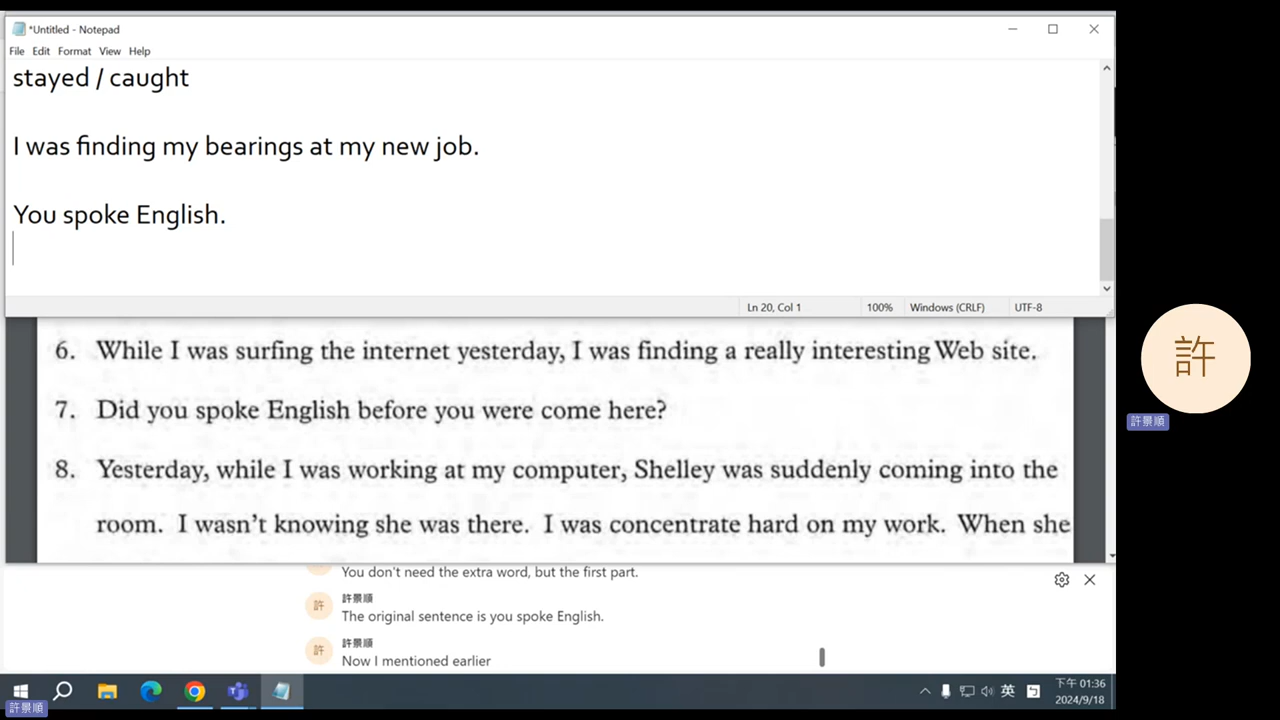 *Untitled - Notepad
File Edit Format View Help
stayed / caught
I was finding my bearings at my new job.
You spoke English.
Ln 20, Col 1 100% Windows (CRLF) UTF-8
6. While I was surfing the internet yesterday, I was finding a really interesting Web site.
7. Did you spoke English before you were come here?
8. Yesterday, while I was working at my computer, Shelley was suddenly coming into the
room. I wasn't knowing she was there. I was concentrate hard on my work. When she
You don't need the extra word, but the first part.
許 許景順
The original sentence is you spoke English.
許 許景順
Now I mentioned earlier
英 ㄅ 下午 01:36
2024/9/18
許景順
許
許景順